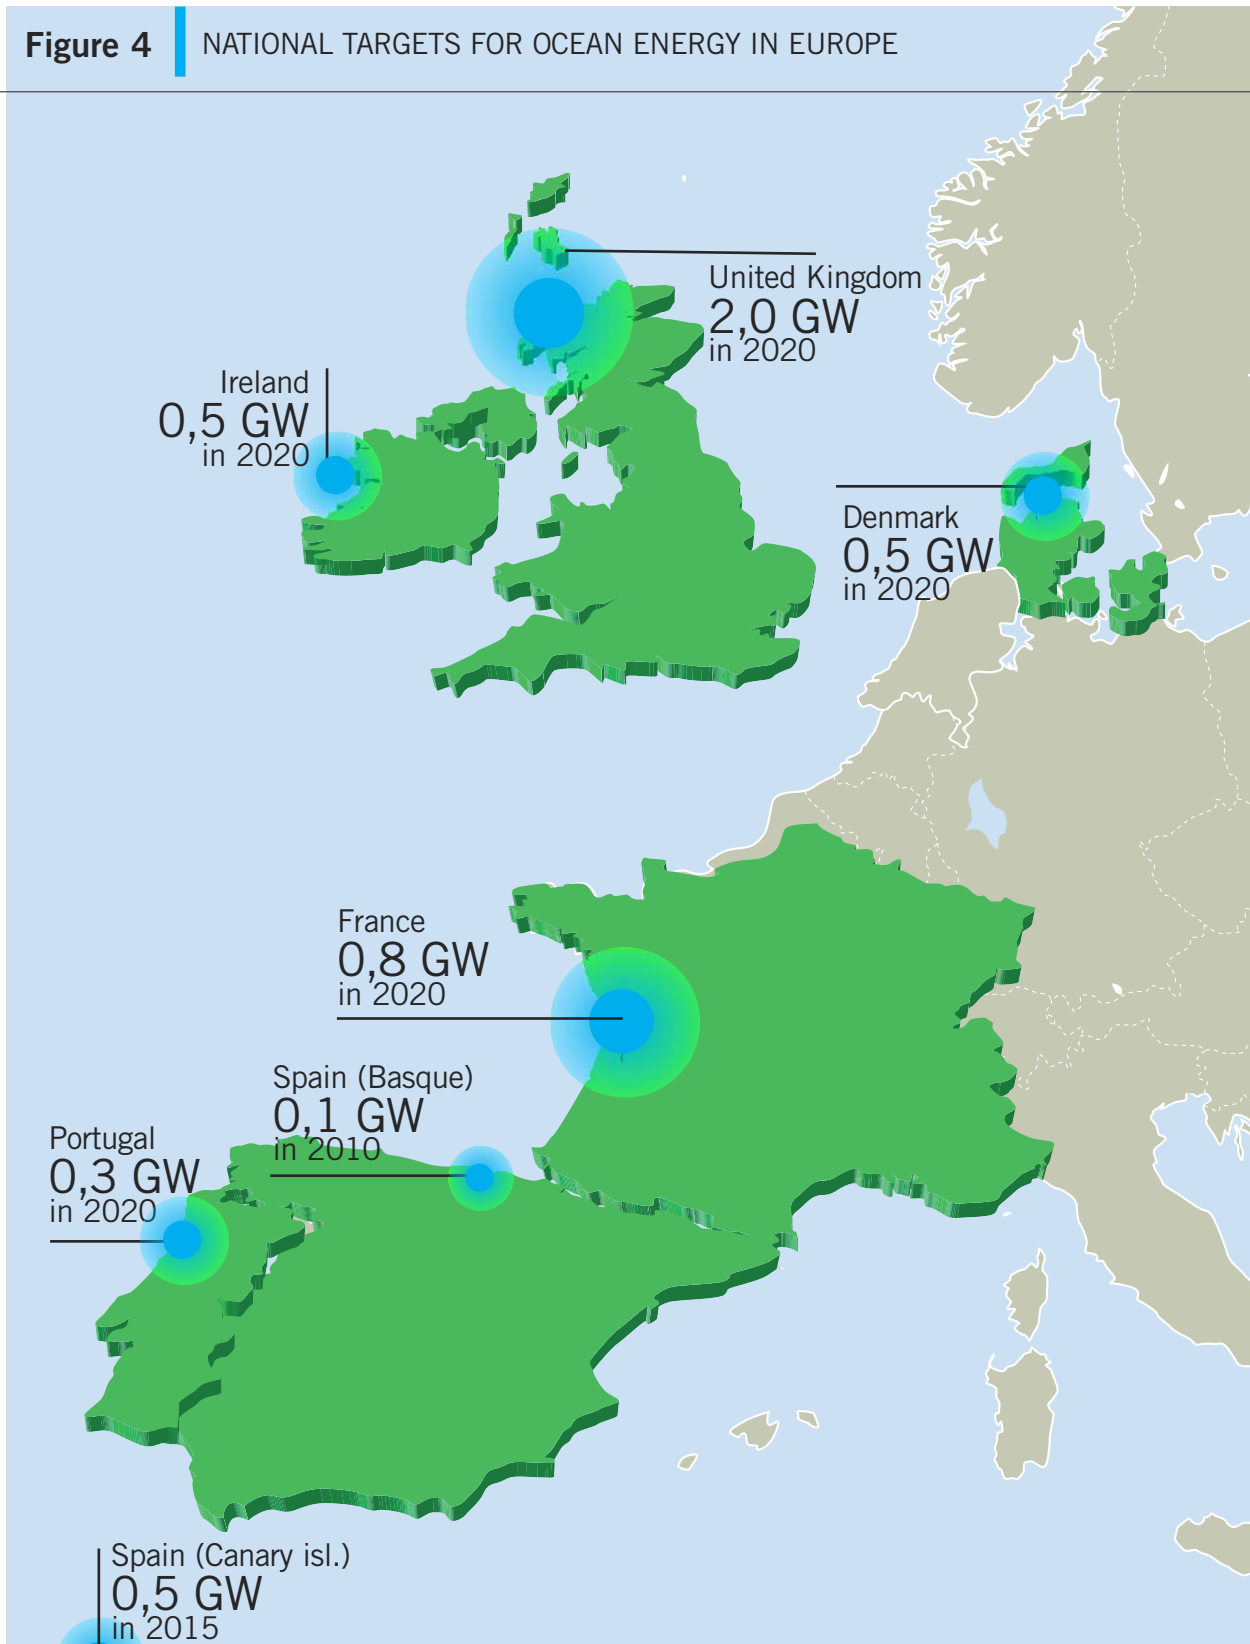 Figure 4
NATIONAL TARGETS FOR OCEAN ENERGY IN EUROPE
United Kingdom
2,0 GW
in 2020
Ireland
0,5 GW
in 2020
Denmark
0,5 GW
in 2020
France
0,8 GW
in 2020
Spain (Basque)
0,1 GW
in 2010
Portugal
0,3 GW
in 2020
Spain (Canary isl.)
0,5 GW
in 2015